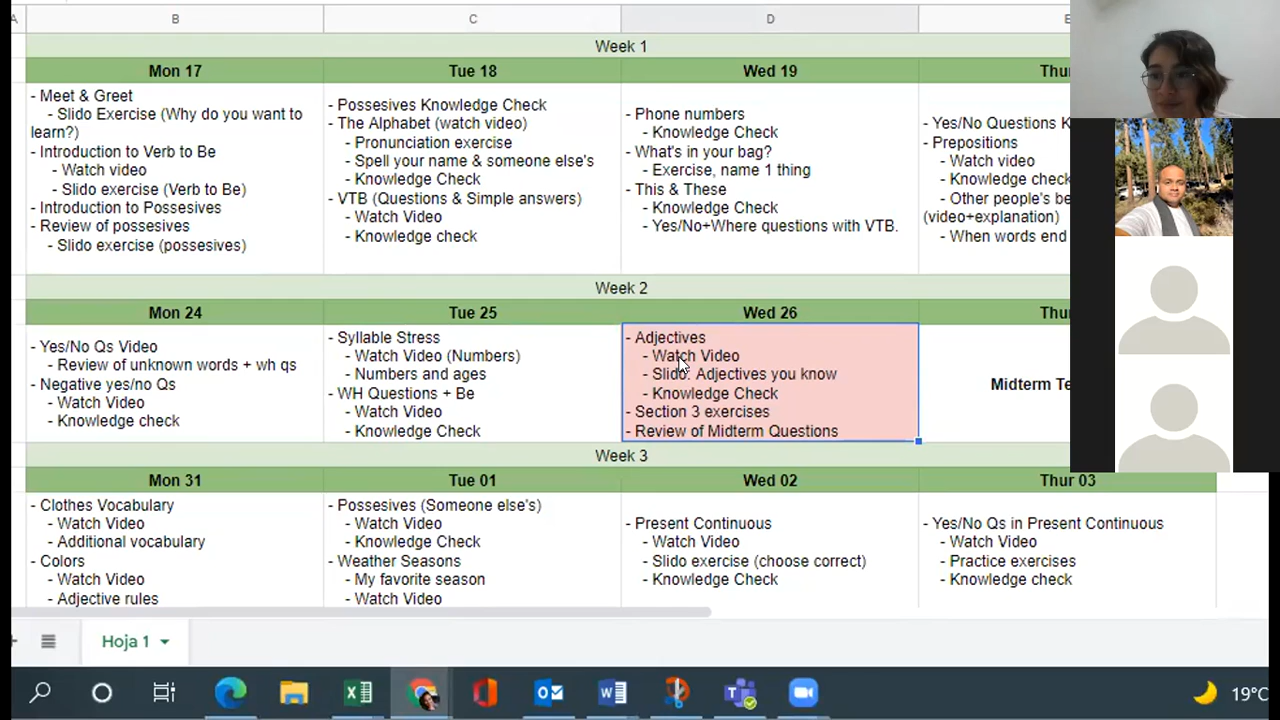 A B C D E
Week 1
Mon 17 Tue 18 Wed 19 Thu
- Meet & Greet
- Slido Exercise (Why do you want to
learn?)
- Introduction to Verb to Be
- Watch video
- Slido exercise (Verb to Be)
- Introduction to Possesives
- Review of possesives
- Slido exercise (possesives)
- Possesives Knowledge Check
- The Alphabet (watch video)
- Pronunciation exercise
- Spell your name & someone else's
- Knowledge Check
- VTB (Questions & Simple answers)
- Watch Video
- Knowledge check
- Phone numbers
- Knowledge Check
- What's in your bag?
- Exercise, name 1 thing
- This & These
- Knowledge Check
- Yes/No+Where questions with VTB.
- Yes/No Questions K
- Prepositions
- Watch video
- Knowledge check
- Other people's be
(video+explanation)
- When words end
Week 2
Mon 24 Tue 25 Wed 26 Thu
- Yes/No Qs Video
- Review of unknown words + wh qs
- Negative yes/no Qs
- Watch Video
- Knowledge check
- Syllable Stress
- Watch Video (Numbers)
- Numbers and ages
- WH Questions + Be
- Watch Video
- Knowledge Check
- Adjectives
- Watch Video
- Slido: Adjectives you know
- Knowledge Check
- Section 3 exercises
- Review of Midterm Questions
Midterm Te
Week 3
Mon 31 Tue 01 Wed 02 Thur 03
- Clothes Vocabulary
- Watch Video
- Additional vocabulary
- Colors
- Watch Video
- Adjective rules
- Possesives (Someone else's)
- Watch Video
- Knowledge Check
- Weather Seasons
- My favorite season
- Watch Video
- Present Continuous
- Watch Video
- Slido exercise (choose correct)
- Knowledge Check
- Yes/No Qs in Present Continuous
- Watch Video
- Practice exercises
- Knowledge check
Hoja 1
19°C